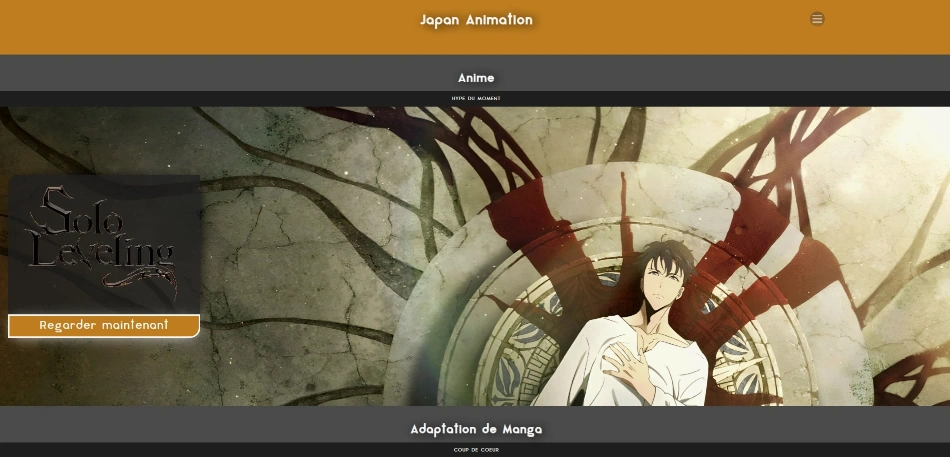 Japan Animation
Anime
HYPE DU MOMENT
Solo
Leveling
Regarder maintenant
Adaptation de Manga
COUP DE COEUR